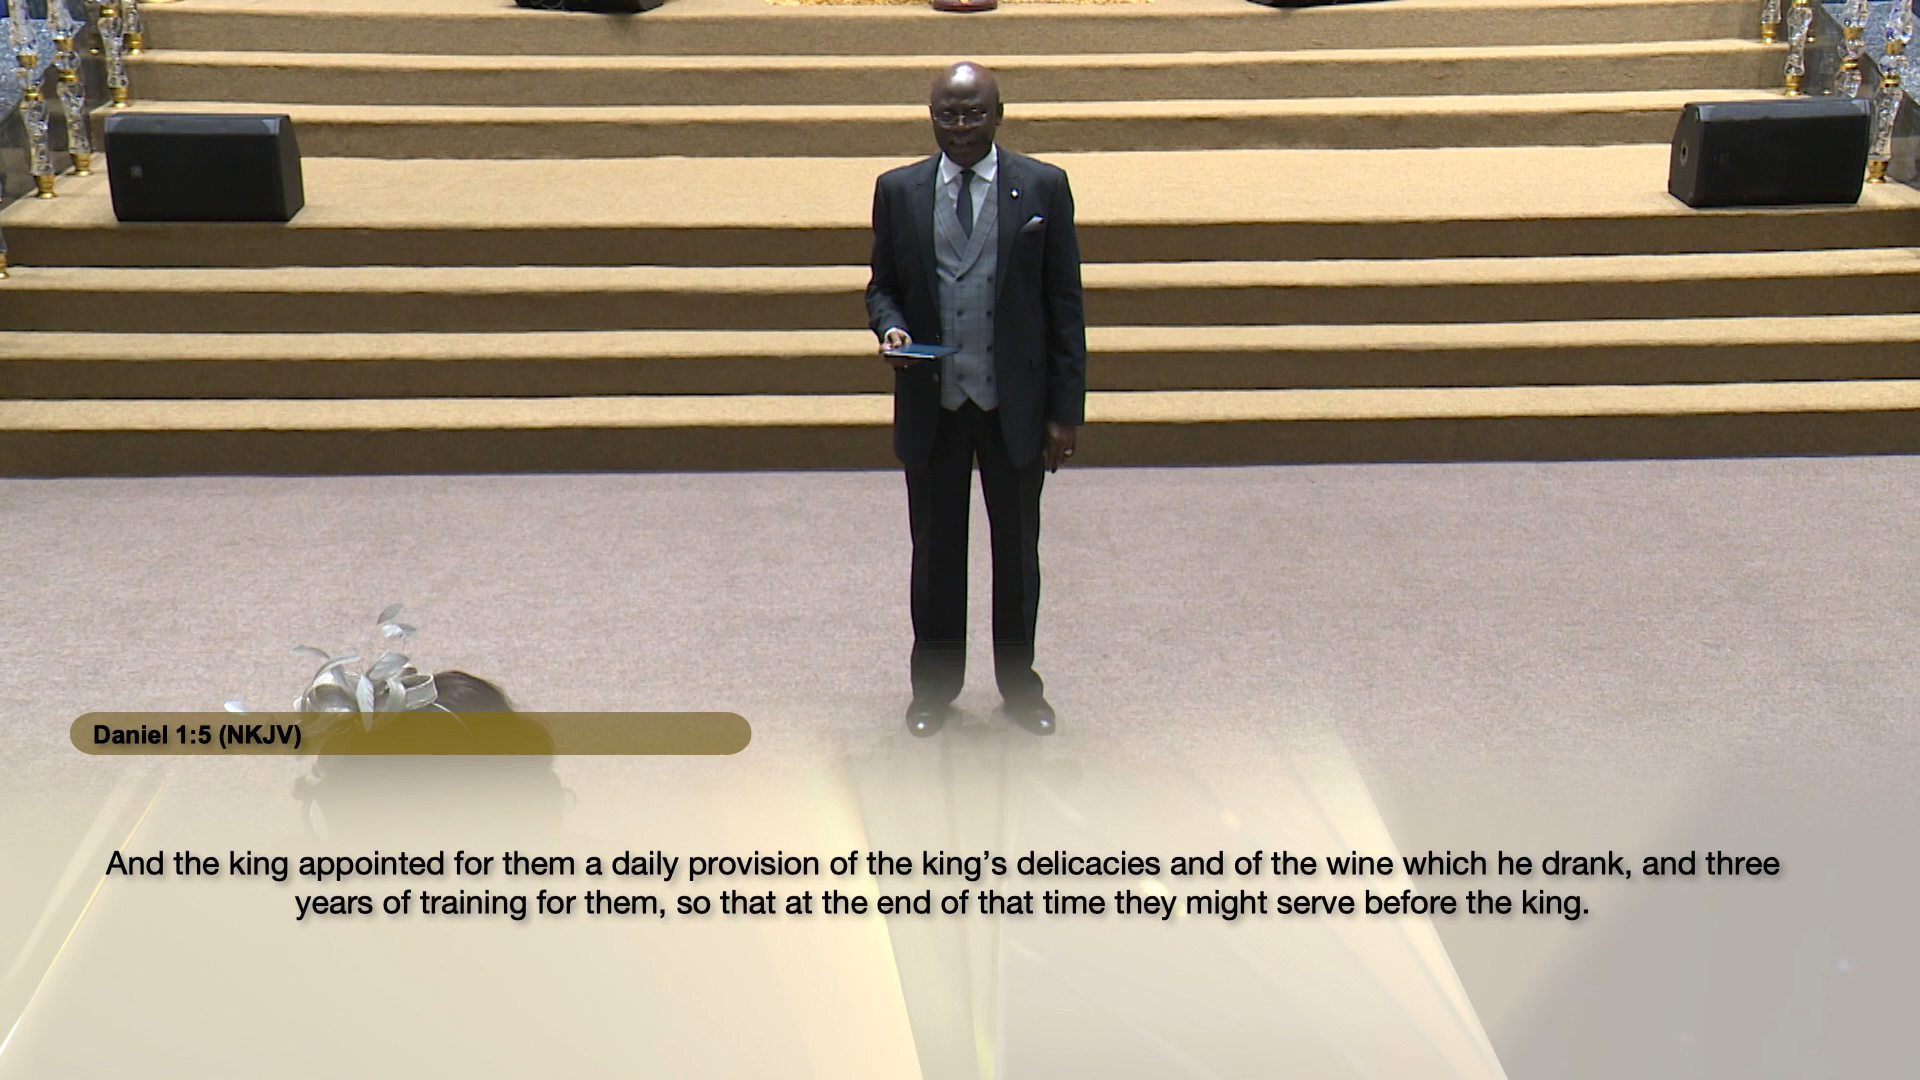 Daniel 1:5 (NKJV)
And the king appointed for them a daily provision of the king’s delicacies and of the wine which he drank, and three
years of training for them, so that at the end of that time they might serve before the king.